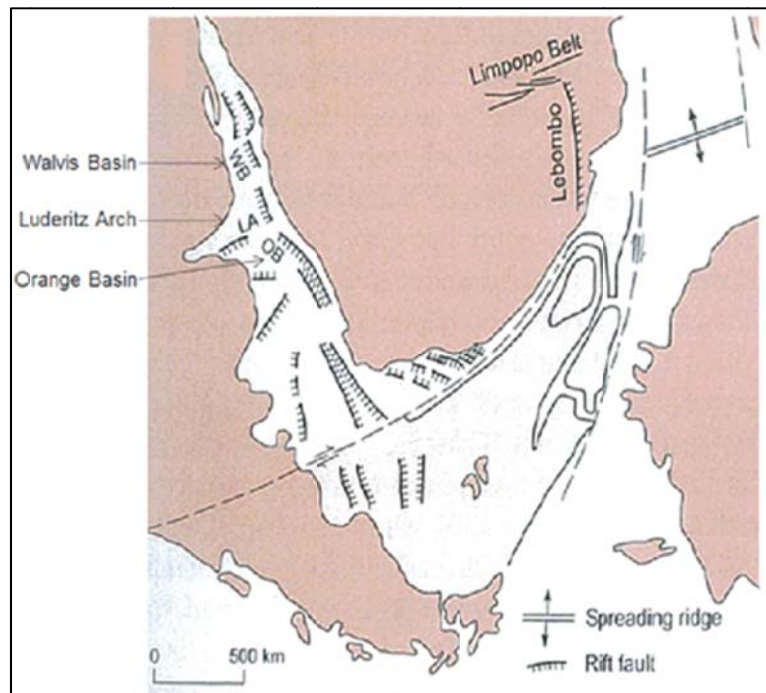 Limpopo Belt
Lebombo
Walvis Basin
WB
Luderitz Arch
LA
OB
Orange Basin
Spreading ridge
0 500 km
Rift fault